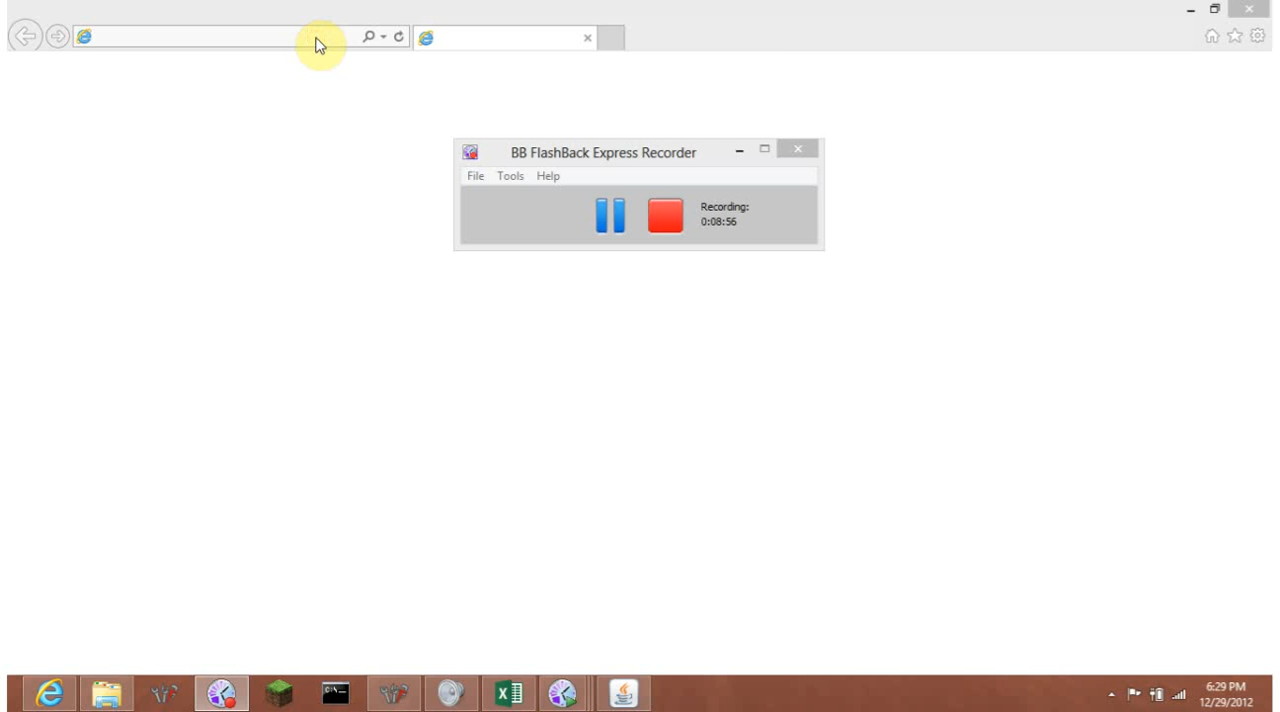 BB FlashBack Express Recorder
File Tools Help
Recording:
0:08:56
C:\_
6:29 PM
12/29/2012